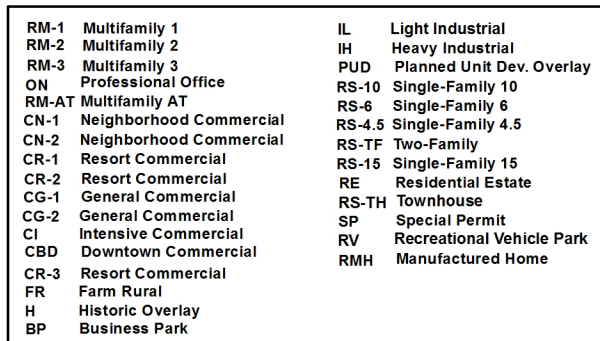 RM-1 Multifamily 1
RM-2 Multifamily 2
RM-3 Multifamily 3
ON Professional Office
RM-AT Multifamily AT
CN-1 Neighborhood Commercial
CN-2 Neighborhood Commercial
CR-1 Resort Commercial
CR-2 Resort Commercial
CG-1 General Commercial
CG-2 General Commercial
CI Intensive Commercial
CBD Downtown Commercial
CR-3 Resort Commercial
FR Farm Rural
H Historic Overlay
BP Business Park
IL Light Industrial
IH Heavy Industrial
PUD Planned Unit Dev. Overlay
RS-10 Single-Family 10
RS-6 Single-Family 6
RS-4.5 Single-Family 4.5
RS-TF Two-Family
RS-15 Single-Family 15
RE Residential Estate
RS-TH Townhouse
SP Special Permit
RV Recreational Vehicle Park
RMH Manufactured Home